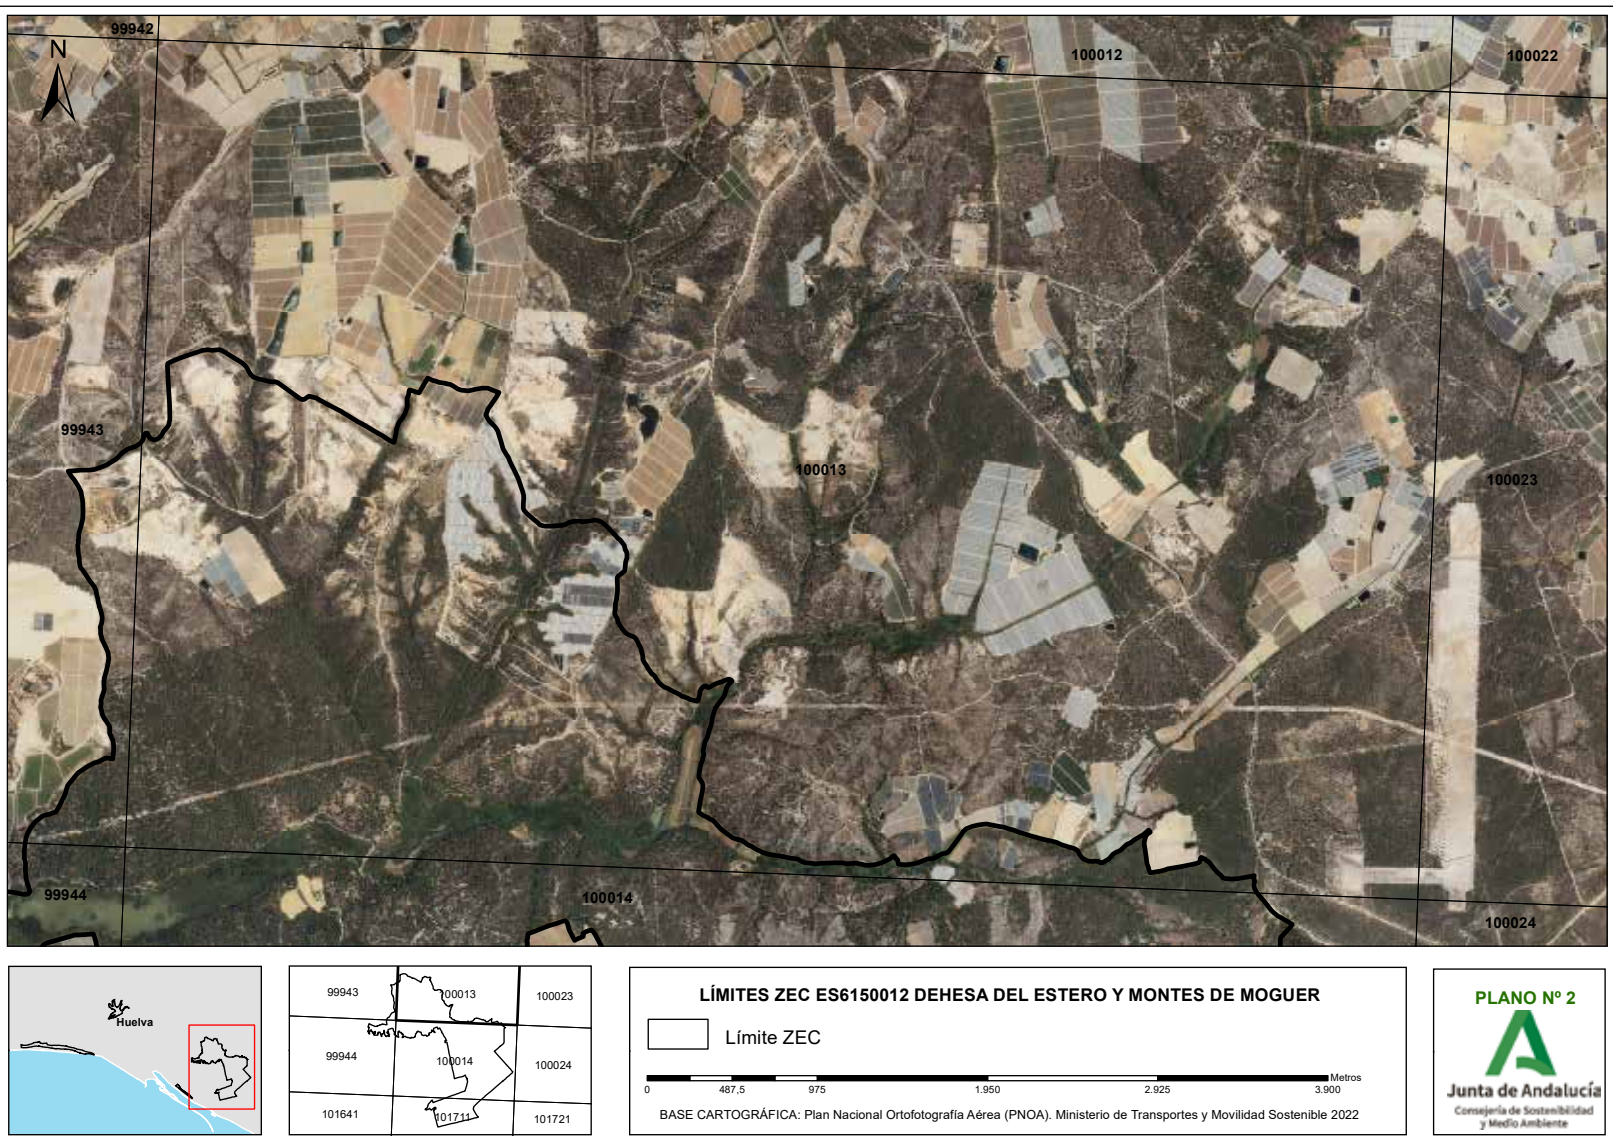 99942
100012
100022
N
99943
100013
100023
99944
100014
100024
Huelva
99943
100013
100023
99944
100014
100024
101641
101711
101721
LÍMITES ZEC ES6150012 DEHESA DEL ESTERO Y MONTES DE MOGUER
Límite ZEC
Metros
0 487,5 975 1.950 2.925 3.900
BASE CARTOGRÁFICA: Plan Nacional Ortofotografía Aérea (PNOA). Ministerio de Transportes y Movilidad Sostenible 2022
PLANO Nº 2
Junta de Andalucía
Consejería de Sostenibilidad
y Medio Ambiente